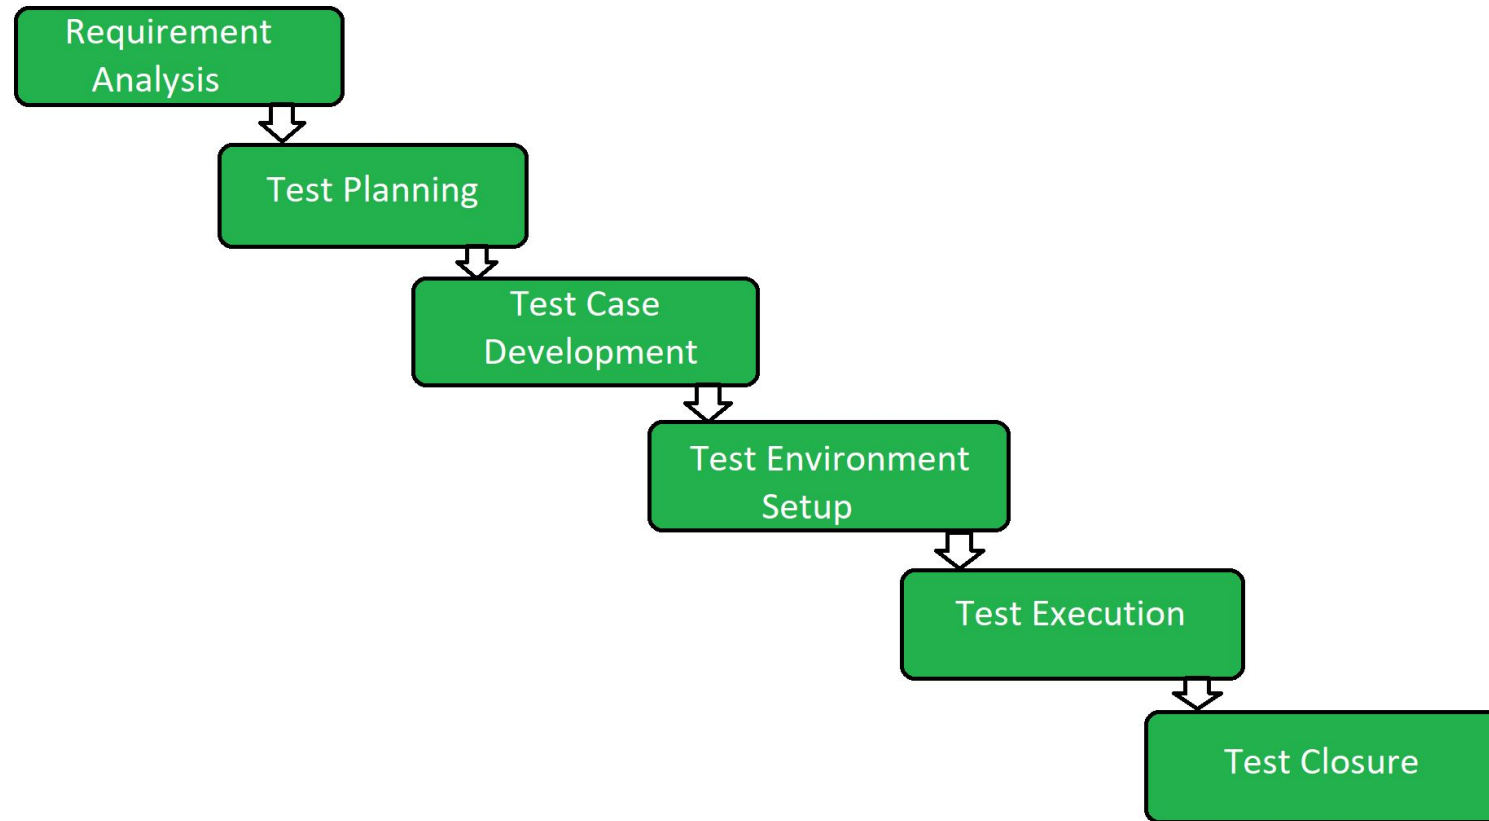 Requirement
Analysis
Test Planning
Test Case
Development
Test Environment
Setup
Test Execution
Test Closure